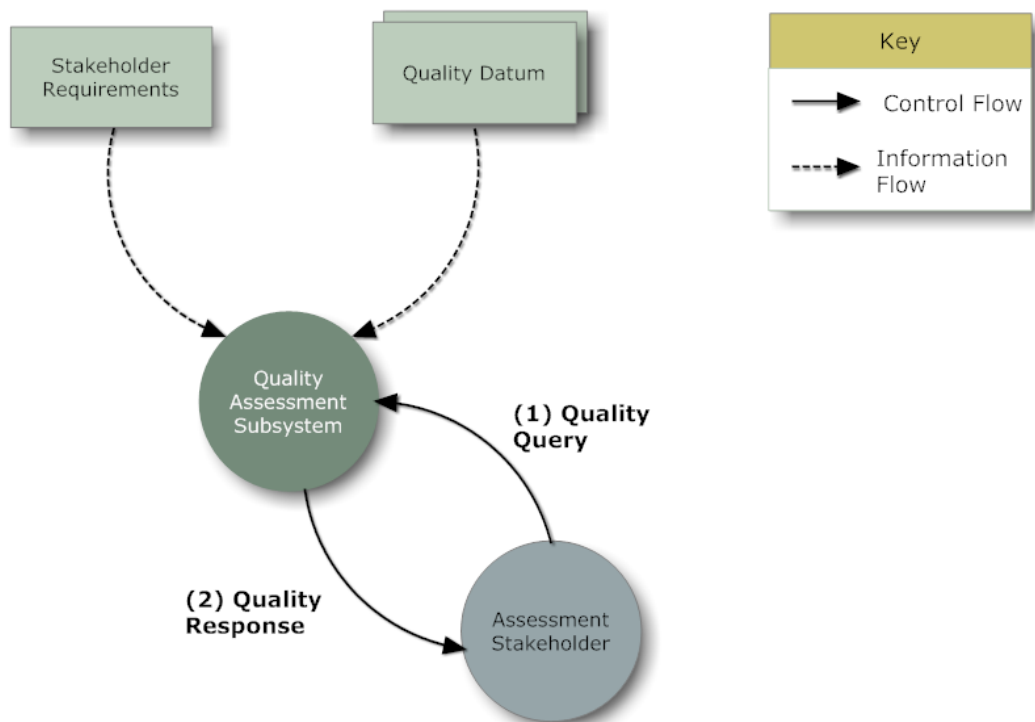 Stakeholder
Requirements
Quality Datum
Key
Control Flow
Information
Flow
Quality
Assessment
Subsystem
(1) Quality
Query
(2) Quality
Response
Assessment
Stakeholder